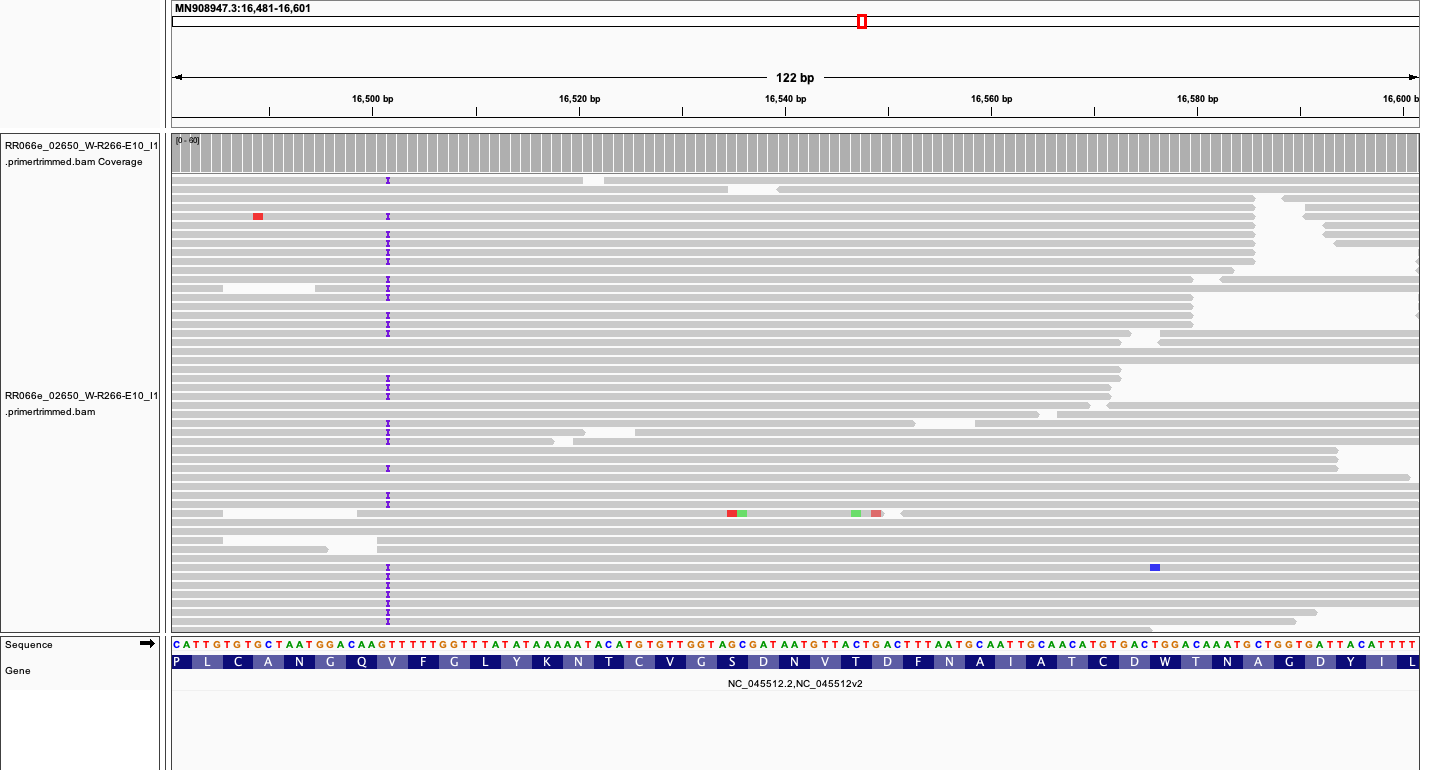 MN908947.3:16,481-16,601
122 bp
16,500 bp 16,520 bp 16,540 bp 16,560 bp 16,580 bp 16,600 b
[0 - 60]
RR066e_02650_W-R266-E10_I1
.primertrimmed.bam Coverage
RR066e_02650_W-R266-E10_I1
.primertrimmed.bam
Sequence
CATTGTGTGCTAATGGACAAGTTTTTGGTTTATATAAAAATACATGTGTTGGTAGCGATAATGTTACTGACTTTAATGCAATTGCAACATGTGACTGGACAAATGCTGGTGATTACATTTT
Gene
P L C A N G Q V F G L Y K N T C V G S D N V T D F N A I A T C D W T N A G D Y I L
NC_045512.2,NC_045512v2